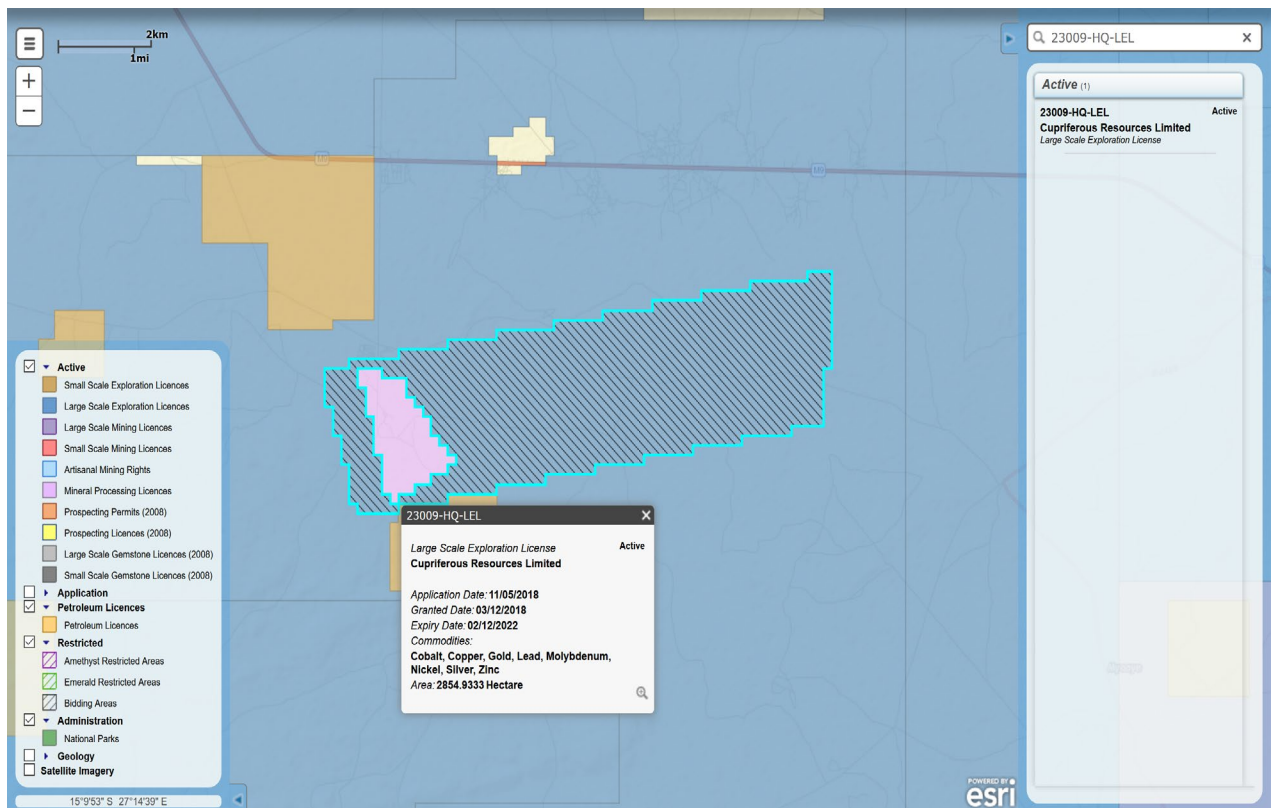 2km
1mi
+
−
M9
23009-HQ-LEL
Active (1)
23009-HQ-LEL Active
Cupriferous Resources Limited
Large Scale Exploration License
Active
Small Scale Exploration Licences
Large Scale Exploration Licences
Large Scale Mining Licences
Small Scale Mining Licences
Artisanal Mining Rights
Mineral Processing Licences
Prospecting Permits (2008)
Prospecting Licences (2008)
Large Scale Gemstone Licences (2008)
Small Scale Gemstone Licences (2008)
Application
Petroleum Licences
Petroleum Licences
Restricted
Amethyst Restricted Areas
Emerald Restricted Areas
Bidding Areas
Administration
National Parks
Geology
Satellite Imagery
15°9'53" S 27°14'39" E
23009-HQ-LEL
Large Scale Exploration License Active
Cupriferous Resources Limited
Application Date: 11/05/2018
Granted Date: 03/12/2018
Expiry Date: 02/12/2022
Commodities:
Cobalt, Copper, Gold, Lead, Molybdenum,
Nickel, Silver, Zinc
Area: 2854.9333 Hectare
POWERED BY
esri